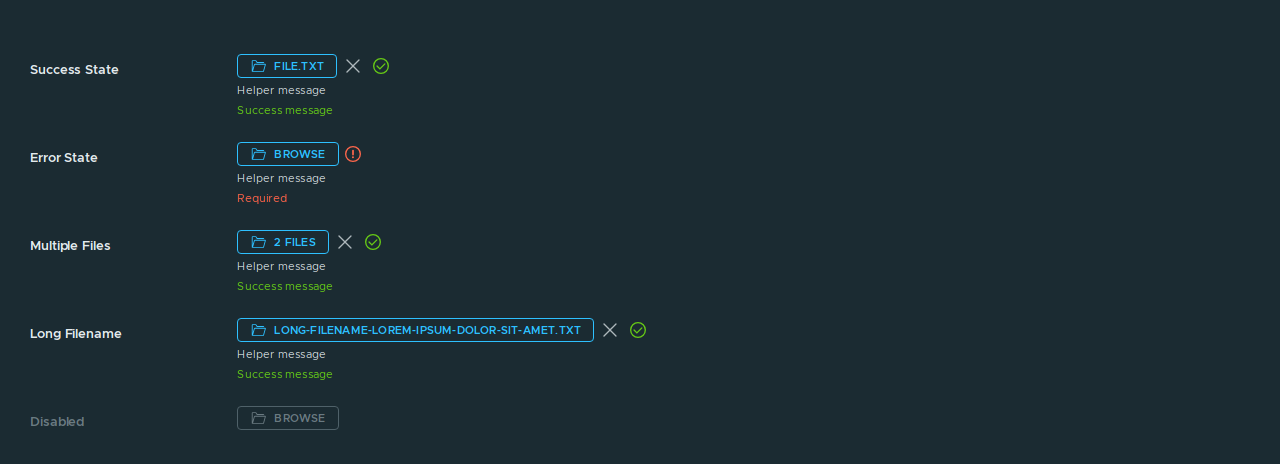 Success State
FILE.TXT
Helper message
Success message
Error State
BROWSE
Helper message
Required
Multiple Files
2 FILES
Helper message
Success message
Long Filename
LONG-FILENAME-LOREM-IPSUM-DOLOR-SIT-AMET.TXT
Helper message
Success message
Disabled
BROWSE